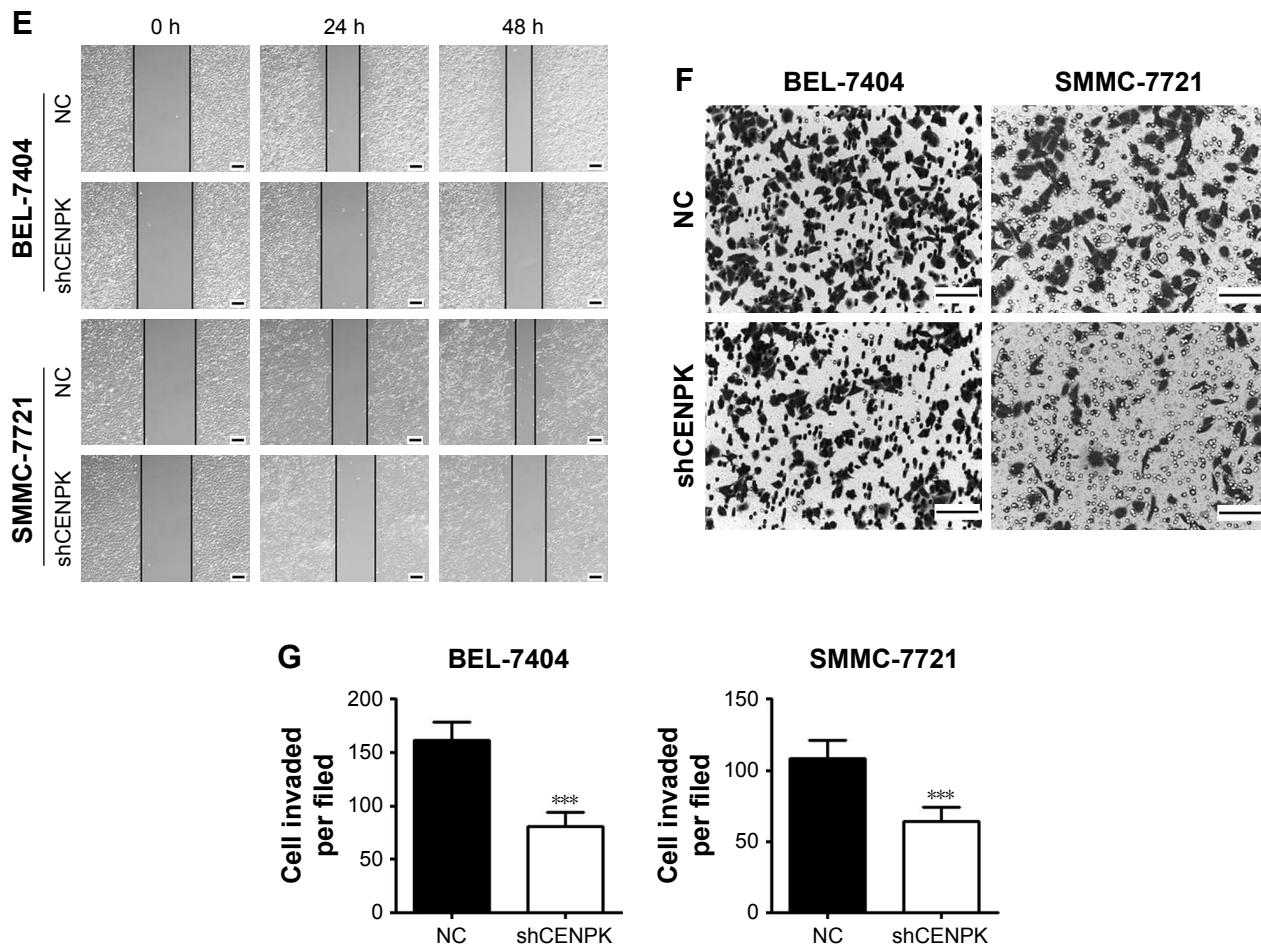 E
0 h 24 h 48 h
BEL-7404
NC
shCENPK
SMMC-7721
NC
shCENPK
F
BEL-7404 SMMC-7721
NC
shCENPK
G
BEL-7404
Cell invaded
per filed
200
150
100
50
0
***
NC shCENPK
SMMC-7721
Cell invaded
per filed
150
100
50
0
***
NC shCENPK